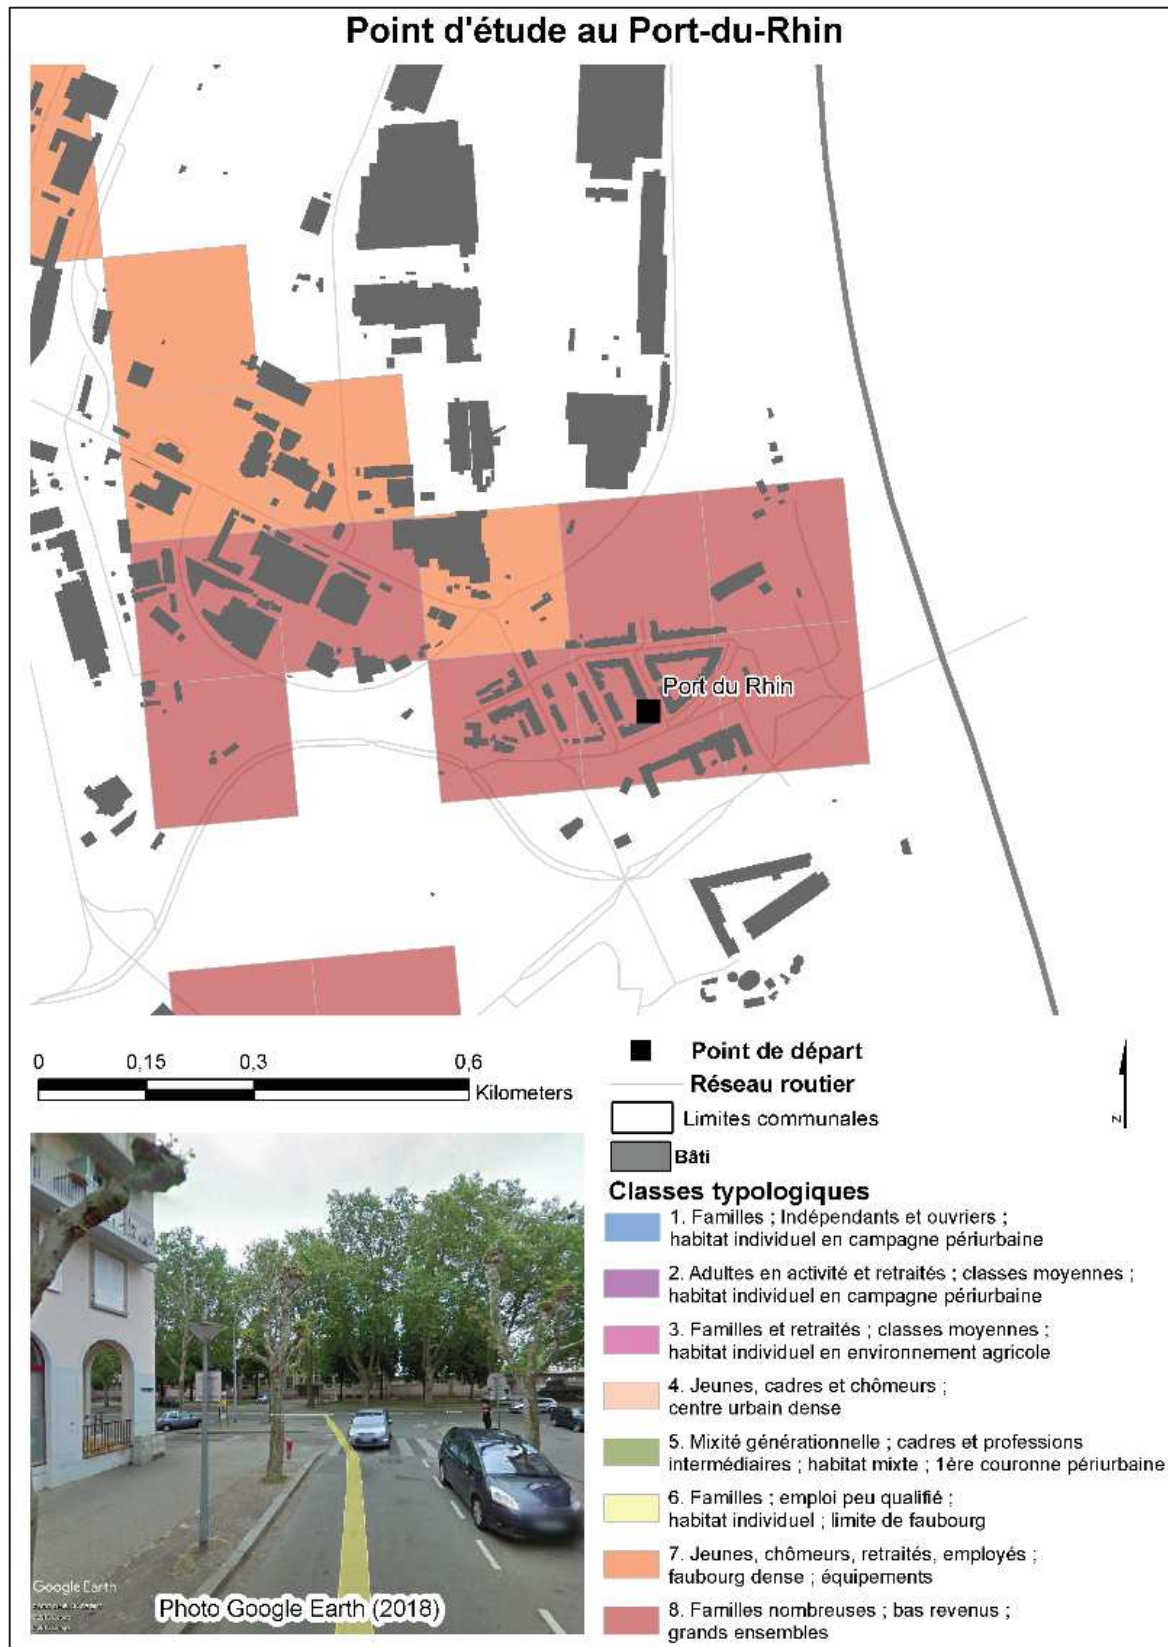 Point d'étude au Port-du-Rhin
Port du Rhin
0 0,15 0,3 0,6
Kilometers
Point de départ
Réseau routier
Limites communales
Bâti
Classes typologiques
1. Familles ; Indépendants et ouvriers ;
habitat individuel en campagne périurbaine
2. Adultes en activité et retraités ; classes moyennes ;
habitat individuel en campagne périurbaine
3. Familles et retraités ; classes moyennes ;
habitat individuel en environnement agricole
4. Jeunes, cadres et chômeurs ;
centre urbain dense
5. Mixité générationnelle ; cadres et professions
intermédiaires ; habitat mixte ; 1ère couronne périurbaine
6. Familles ; emploi peu qualifié ;
habitat individuel ; limite de faubourg
7. Jeunes, chômeurs, retraités, employés ;
faubourg dense ; équipements
8. Familles nombreuses ; bas revenus ;
grands ensembles
N
Google Earth
Photo Google Earth (2018)